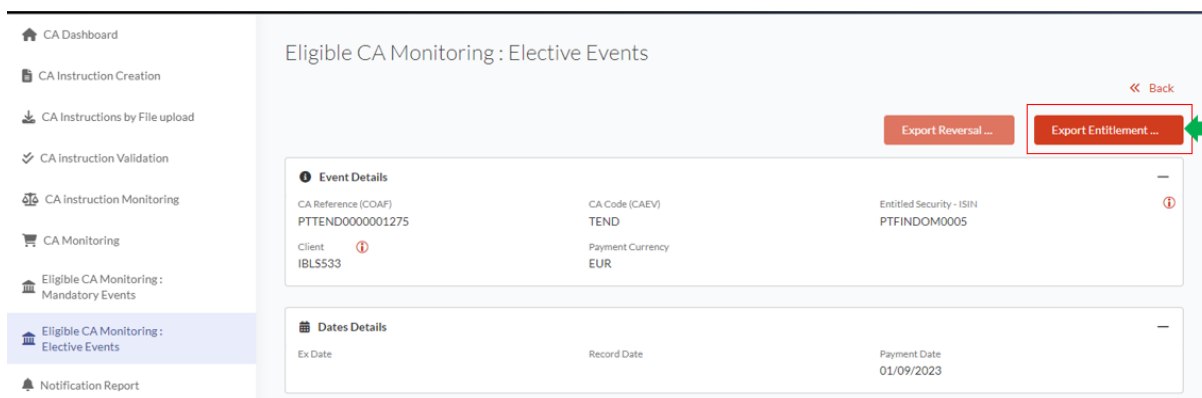 CA Dashboard
CA Instruction Creation
CA Instructions by File upload
CA instruction Validation
CA instruction Monitoring
CA Monitoring
Eligible CA Monitoring :
Mandatory Events
Eligible CA Monitoring :
Elective Events
Notification Report
Eligible CA Monitoring : Elective Events
« Back
Export Reversal ...
Export Entitlement ...
Event Details
CA Reference (COAF)
PTTEND0000001275
CA Code (CAEV)
TEND
Entitled Security - ISIN
PTFINDOM0005
Client
IBLS533
Payment Currency
EUR
Dates Details
Ex Date
Record Date
Payment Date
01/09/2023